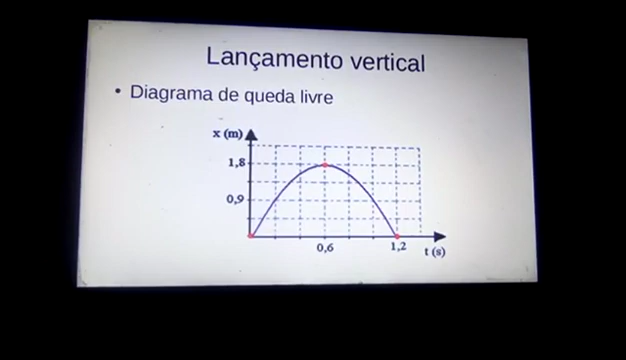 Lançamento vertical
• Diagrama de queda livre
x (m)
1,8
0,9
0,6
1,2
t (s)